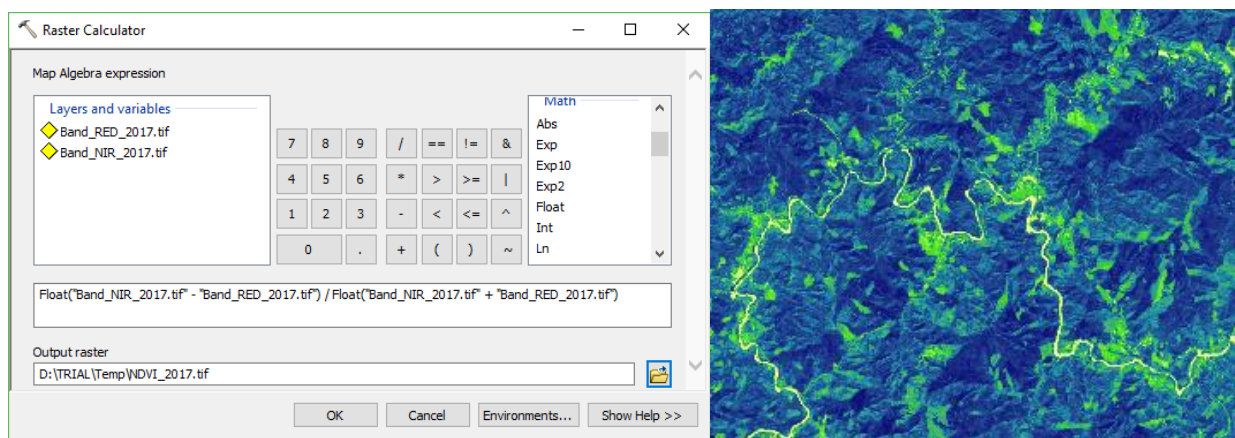 Raster Calculator
Map Algebra expression
Layers and variables
Band_RED_2017.tif
Band_NIR_2017.tif
7 8 9 / == != &
4 5 6 * > >= |
1 2 3 - < <= ^
0 . + ( ) ~
Math
Abs
Exp
Exp10
Exp2
Float
Int
Ln
Float("Band_NIR_2017.tif" - "Band_RED_2017.tif") / Float("Band_NIR_2017.tif" + "Band_RED_2017.tif")
Output raster
D:\TRIAL\Temp\NDVI_2017.tif
OK Cancel Environments... Show Help >>